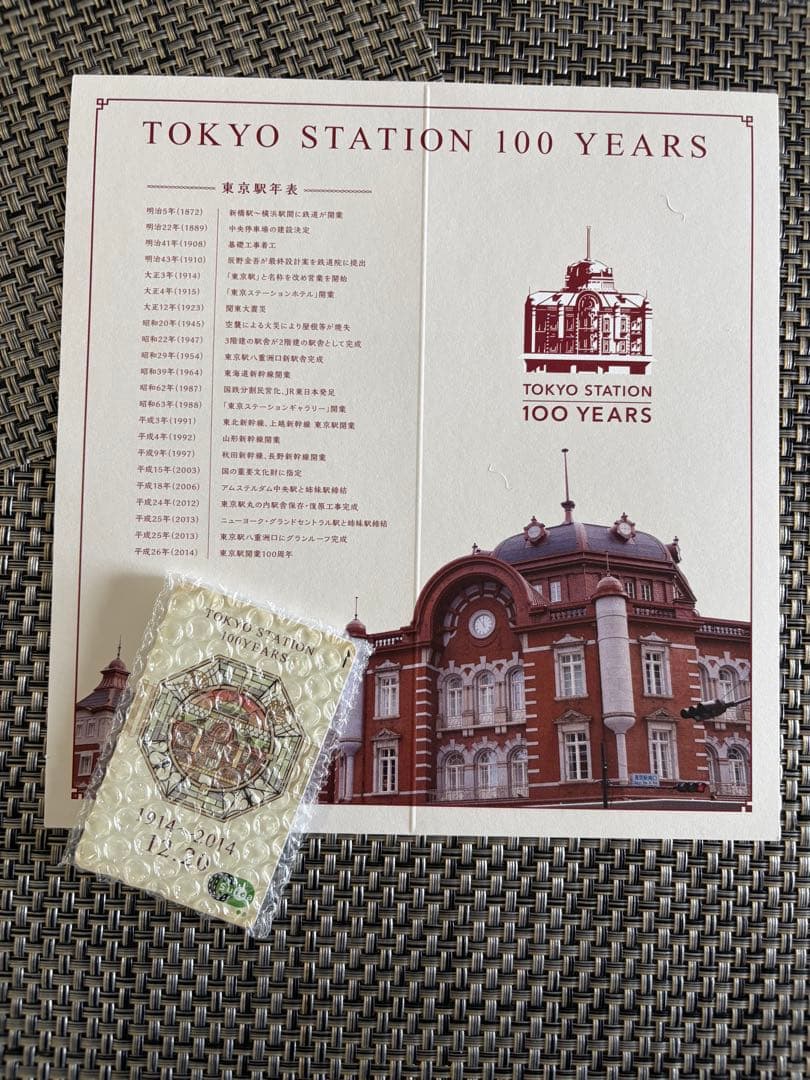 TOKYO STATION 100 YEARS
東京駅年表
明治5年(1872) 新橋駅～横浜駅間に鉄道が開業
明治22年(1889) 中央停車場の建設決定
明治41年(1908) 基礎工事着工
明治43年(1910) 辰野金吾が最終設計案を鉄道院に提出
大正3年(1914) 「東京駅」と名称を改め営業を開始
大正4年(1915) 「東京ステーションホテル」開業
大正12年(1923) 関東大震災
昭和20年(1945) 空襲による火災により屋根等が焼失
昭和22年(1947) 3階建の駅舎が2階建の駅舎として完成
昭和29年(1954) 東京駅八重洲口新駅舎完成
昭和39年(1964) 東海道新幹線開業
昭和62年(1987) 国鉄分割民営化、JR東日本発足
昭和63年(1988) 「東京ステーションギャラリー」開業
平成3年(1991) 東北新幹線、上越新幹線 東京駅開業
平成4年(1992) 山形新幹線開業
平成9年(1997) 秋田新幹線、長野新幹線開業
平成15年(2003) 国の重要文化財に指定
平成18年(2006) アムステルダム中央駅と姉妹駅締結
平成24年(2012) 東京駅丸の内駅舎保存・復原工事完成
平成25年(2013) ニューヨーク・グランドセントラル駅と姉妹駅締結
平成25年(2013) 東京駅八重洲口にグランルーフ完成
平成26年(2014) 東京駅開業100周年
TOKYO STATION
100 YEARS
TOKYO STATION
100YEARS
1914～2014
12.20
Suica